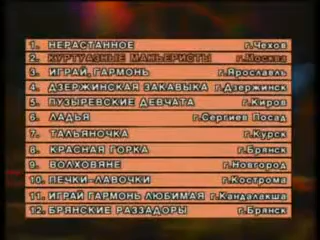 1. НЕРАСТАННОЕ г.Чехов
2. КУРТУАЗНЫЕ МАНЬЕРИСТЫ г.Москва
3. ИГРАЙ,ГАРМОНЬ г.Ярославль
4. ДЗЕРЖИНСКАЯ ЗАКАВЫКА г.Дзержинск
5. ПУЗЫРЕВСКИЕ ДЕВЧАТА г.Киров
6. ЛАДЬЯ г.Сергиев Посад
7. ТАЛЬЯНОЧКА г.Курск
8. КРАСНАЯ ГОРКА г.Брянск
9. ВОЛХОВЯНЕ г.Новгород
10. ПЕЧКИ-ЛАВОЧКИ г.Кострома
11. ИГРАЙ ГАРМОНЬ ЛЮБИМАЯ г.Кандалакша
12. БРЯНСКИЕ РАЗЗАДОРЫ г.Брянск